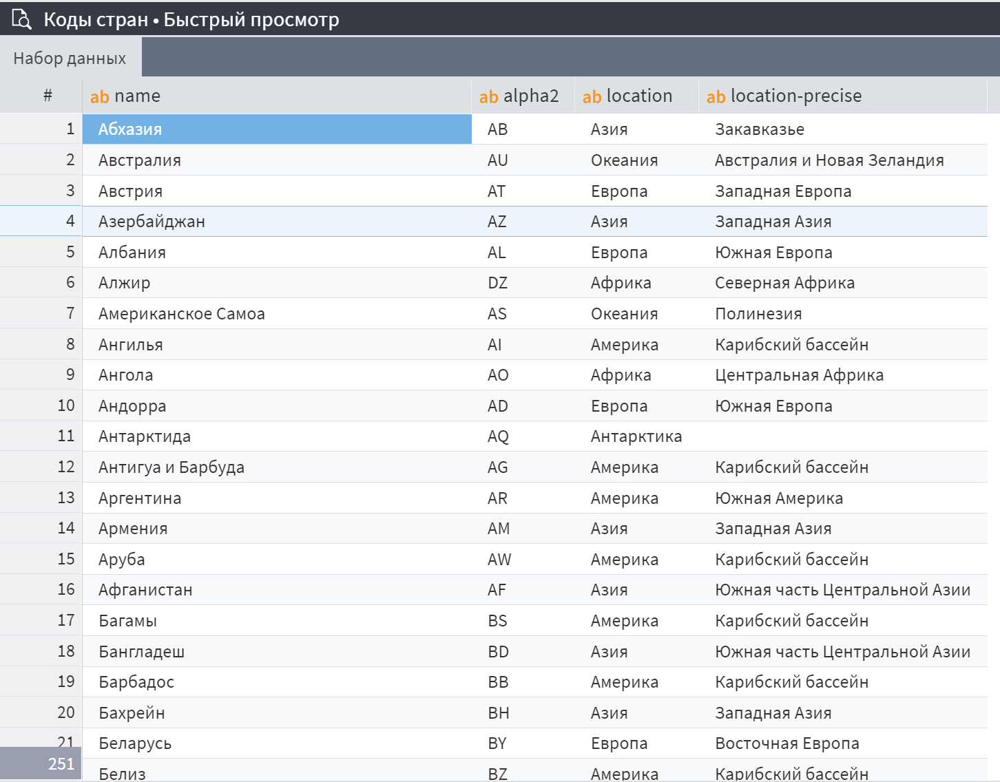 Коды стран • Быстрый просмотр
Набор данных
# ab name ab alpha2 ab location ab location-precise
1 Абхазия AB Азия Закавказье
2 Австралия AU Океания Австралия и Новая Зеландия
3 Австрия AT Европа Западная Европа
4 Азербайджан AZ Азия Западная Азия
5 Албания AL Европа Южная Европа
6 Алжир DZ Африка Северная Африка
7 Американское Самоа AS Океания Полинезия
8 Ангилья AI Америка Карибский бассейн
9 Ангола AO Африка Центральная Африка
10 Андорра AD Европа Южная Европа
11 Антарктида AQ Антарктика
12 Антигуа и Барбуда AG Америка Карибский бассейн
13 Аргентина AR Америка Южная Америка
14 Армения AM Азия Западная Азия
15 Аруба AW Америка Карибский бассейн
16 Афганистан AF Азия Южная часть Центральной Азии
17 Багамы BS Америка Карибский бассейн
18 Бангладеш BD Азия Южная часть Центральной Азии
19 Барбадос BB Америка Карибский бассейн
20 Бахрейн BH Азия Западная Азия
21 Беларусь BY Европа Восточная Европа
251 Белиз BZ Америка Карибский бассейн